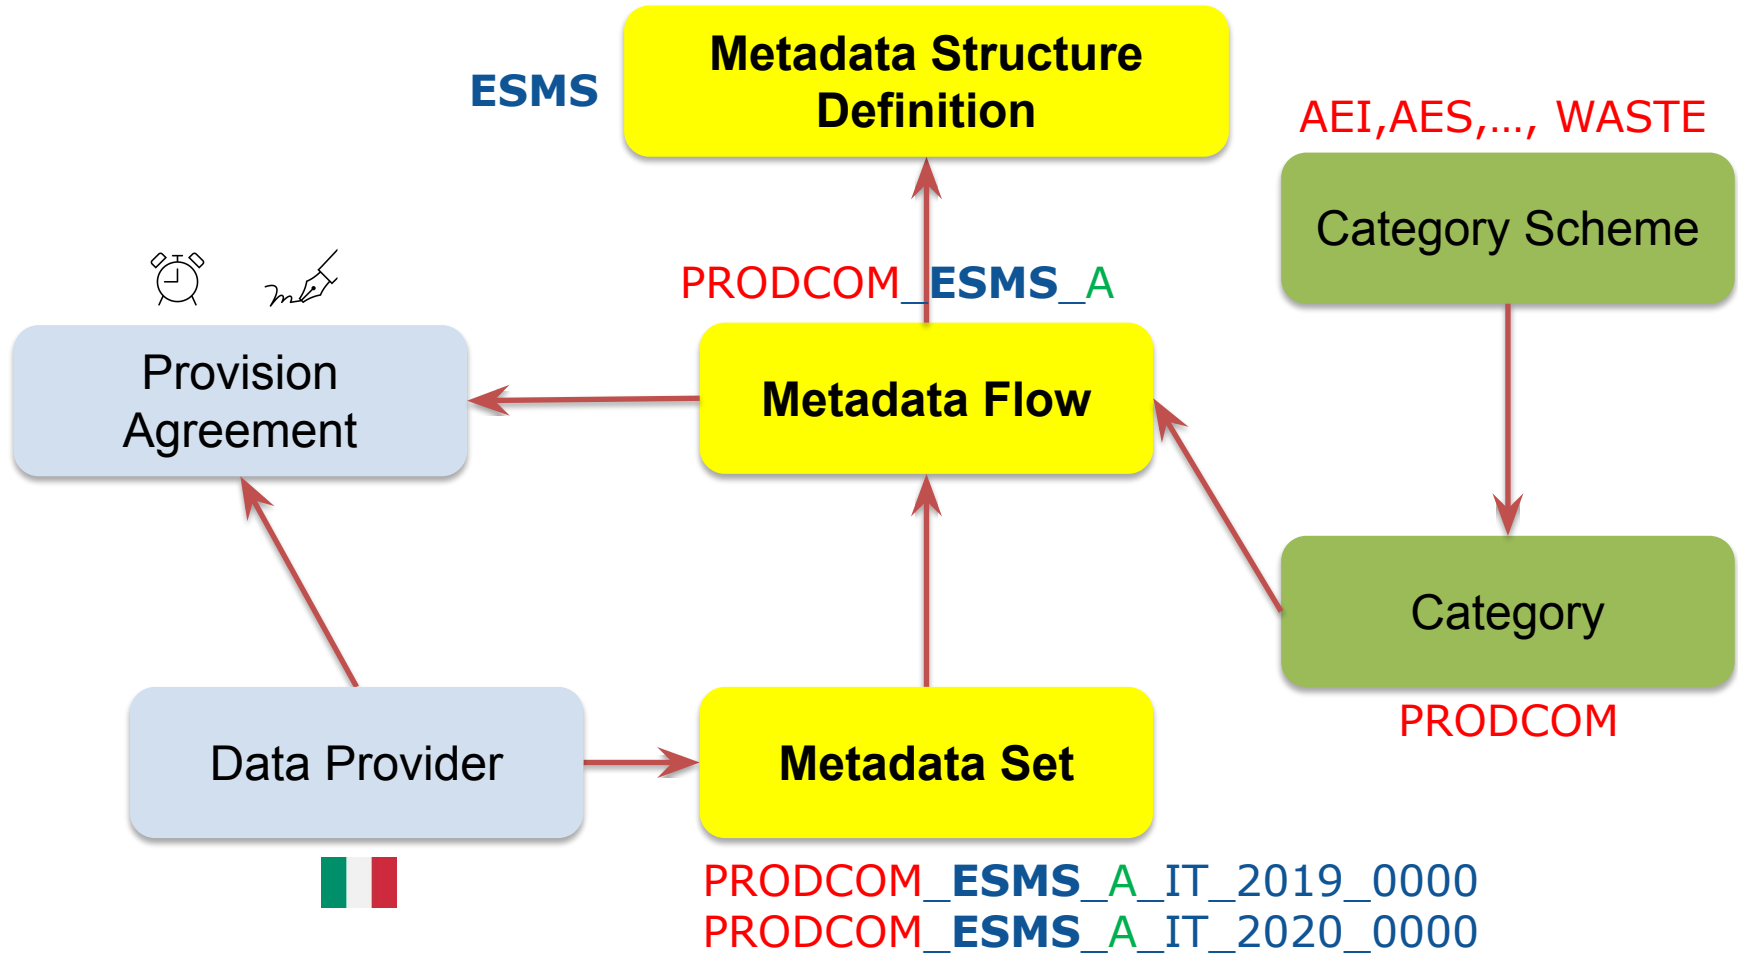 Metadata Structure
Definition
ESMS
AEI,AES,..., WASTE
Category Scheme
PRODCOM_ESMS_A
Provision
Agreement
Metadata Flow
Category
PRODCOM
Data Provider
Metadata Set
PRODCOM_ESMS_A_IT_2019_0000
PRODCOM_ESMS_A_IT_2020_0000